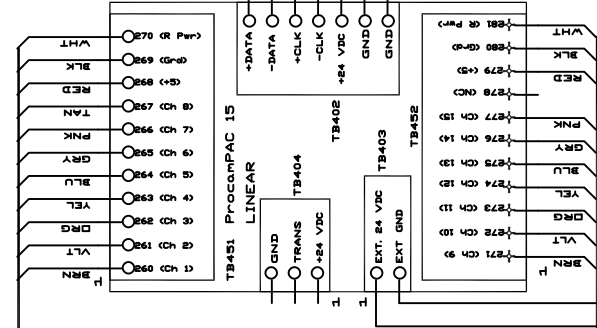 WHT
BLK
RED
TAN
PNK
GRY
BLU
YEL
ORG
VLT
BRN
270 (R Pwr)
269 (Grd)
268 (+5)
267 (Ch 8)
266 (Ch 7)
265 (Ch 6)
264 (Ch 5)
263 (Ch 4)
262 (Ch 3)
261 (Ch 2)
260 (Ch 1)
1
TB451
ProcamPAC 15
LINEAR
+DATA
-DATA
+CLK
-CLK
+24 VDC
GND
GND
TB402
TB404
GND
TRANS
+24 VDC
1
TB403
EXT. 24 VDC
EXT GND
1
TB452
281 (R Pwr)
280 (Grd)
279 (+5)
278 (NC)
277 (Ch 15)
276 (Ch 14)
275 (Ch 13)
274 (Ch 12)
273 (Ch 11)
272 (Ch 10)
271 (Ch 9)
1
WHT
BLK
RED
PNK
GRY
BLU
YEL
ORG
VLT
BRN